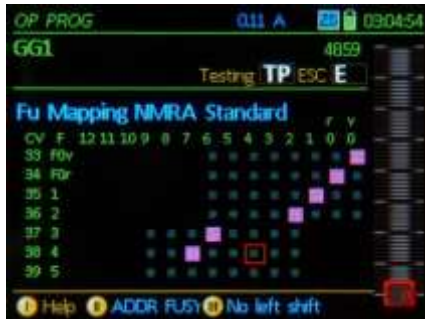 OP PROG 0.11 A 03:04:54
GG1 4859
Testing TP ESC E
Fu Mapping NMRA Standard
r v
CV F 12 11 10 9 8 7 6 5 4 3 2 1 0 0
33 F0v
34 F0r
35 1
36 2
37 3
38 4
39 5
Help ADDR FUSY No left shift